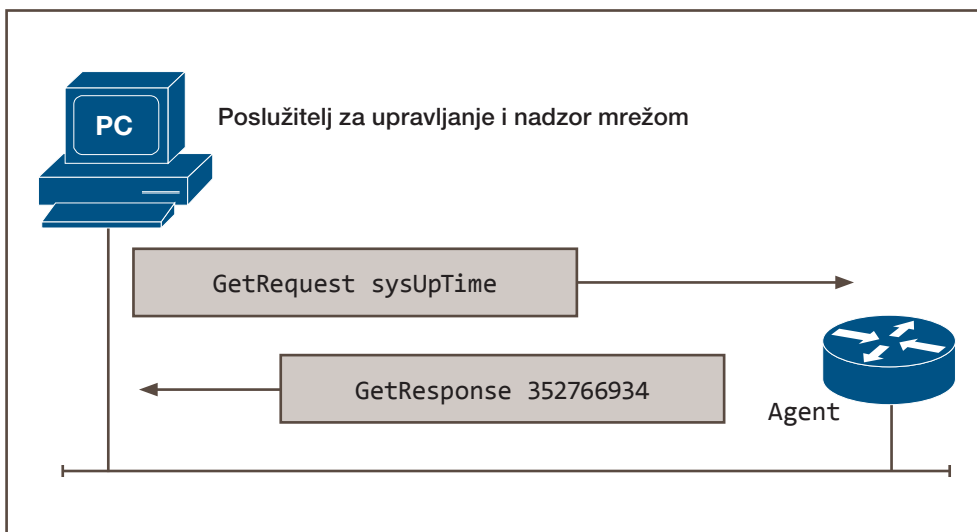 PC
Poslužitelj za upravljanje i nadzor mrežom
GetRequest sysUpTime
GetResponse 352766934
Agent